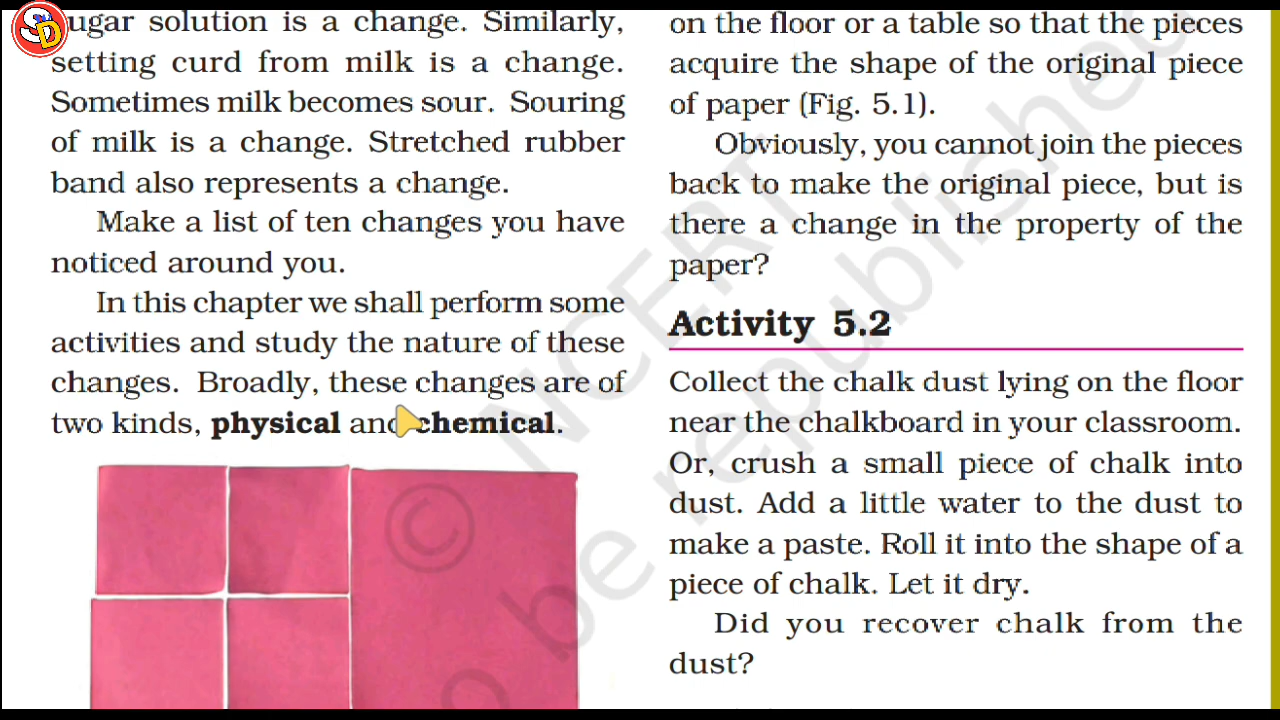 SD
sugar solution is a change. Similarly,
setting curd from milk is a change.
Sometimes milk becomes sour. Souring
of milk is a change. Stretched rubber
band also represents a change.
Make a list of ten changes you have
noticed around you.
In this chapter we shall perform some
activities and study the nature of these
changes. Broadly, these changes are of
two kinds, physical and chemical.
on the floor or a table so that the pieces
acquire the shape of the original piece
of paper (Fig. 5.1).
Obviously, you cannot join the pieces
back to make the original piece, but is
there a change in the property of the
paper?
Activity 5.2
Collect the chalk dust lying on the floor
near the chalkboard in your classroom.
Or, crush a small piece of chalk into
dust. Add a little water to the dust to
make a paste. Roll it into the shape of a
piece of chalk. Let it dry.
Did you recover chalk from the
dust?
© NCERT
be republished